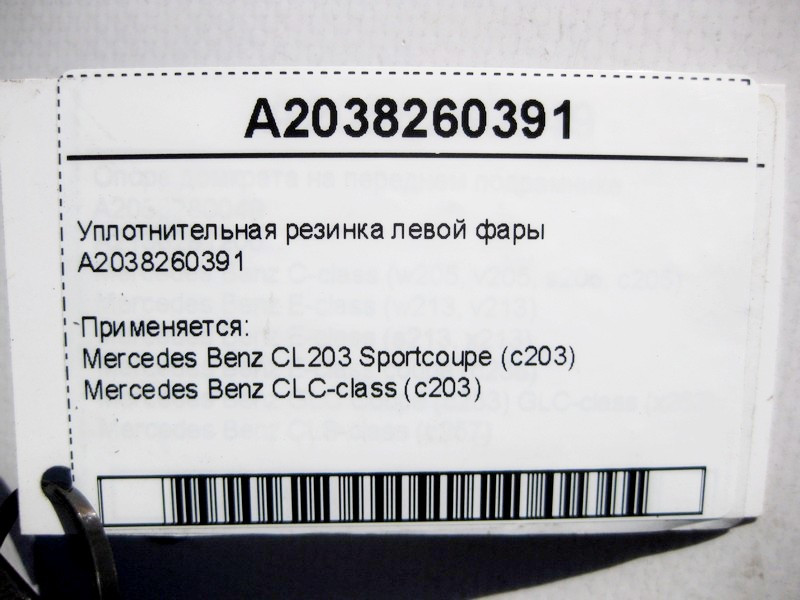 A2038260391
Уплотнительная резинка левой фары
A2038260391
Применяется:
Mercedes Benz CL203 Sportcoupe (c203)
Mercedes Benz CLC-class (c203)